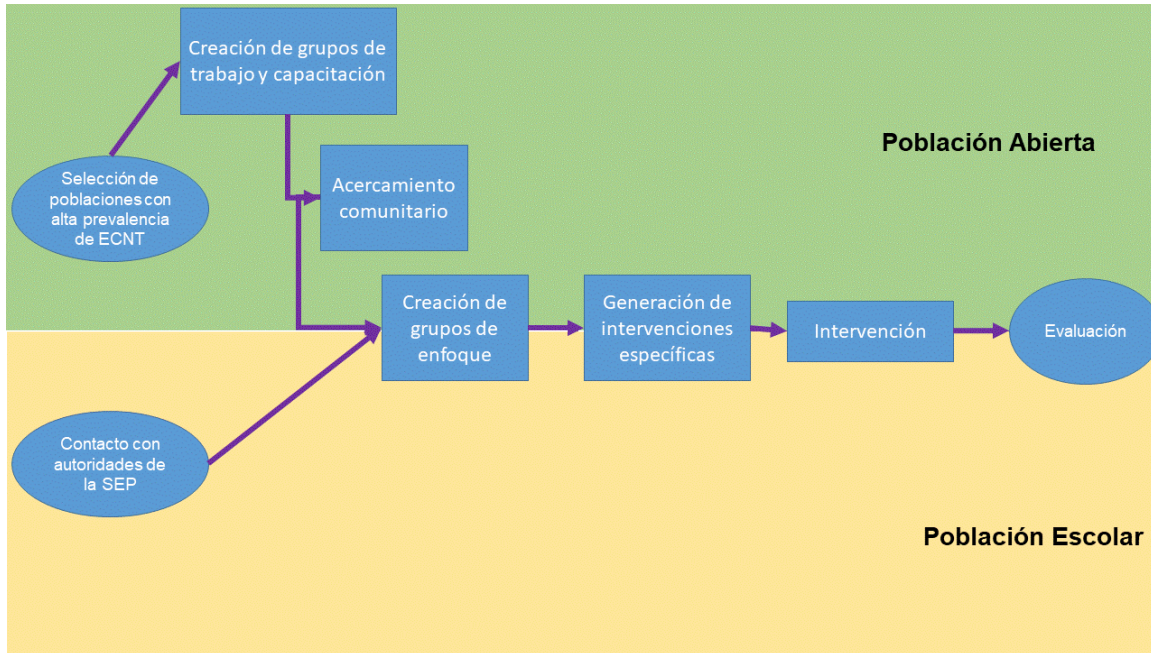 Creación de grupos de
trabajo y capacitación
Población Abierta
Selección de
poblaciones con
alta prevalencia
de ECNT
Acercamiento
comunitario
Creación de
grupos de
enfoque
Generación de
intervenciones
específicas
Intervención
Evaluación
Contacto con
autoridades de
la SEP
Población Escolar